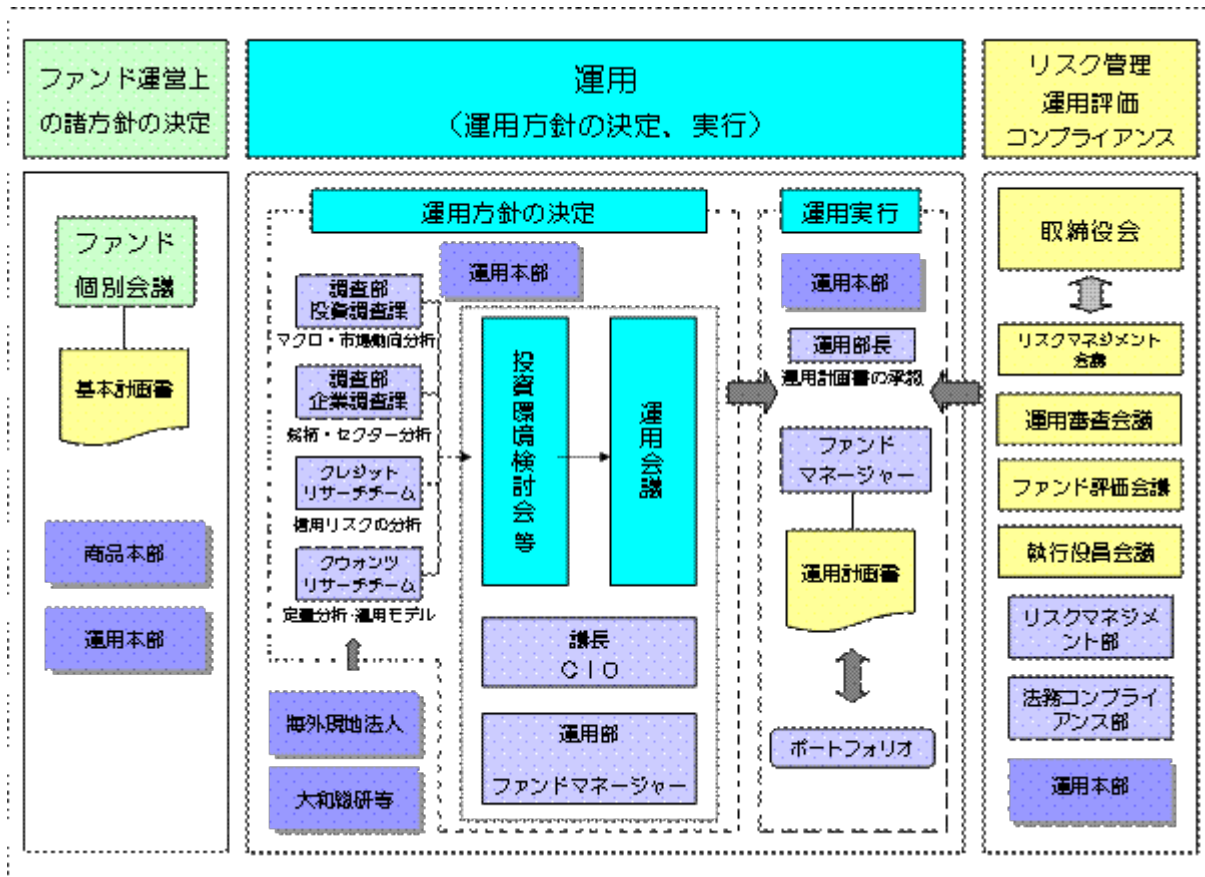 ファンド運営上
の諸方針の決定
ファンド
個別会議
基本計画書
商品本部
運用本部
運用
（運用方針の決定、実行）
運用方針の決定
運用本部
調査部
投資調査課
マクロ・市場動向分析
調査部
企業調査課
銘柄・セクター分析
クレジット
リサーチチーム
信用リスクの分析
クウォンツ
リサーチチーム
定量分析・運用モデル
海外現地法人
大和総研等
投資環境検討会等
運用会議
議長
ＣＩＯ
運用部
ファンドマネージャー
運用実行
運用本部
運用部長
運用計画書の承認
ファンド
マネージャー
運用計画書
ポートフォリオ
リスク管理
運用評価
コンプライアンス
取締役会
リスクマネジメント
会議
運用審査会議
ファンド評価会議
執行役員会議
リスクマネジメ
ント部
法務コンプライ
アンス部
運用本部